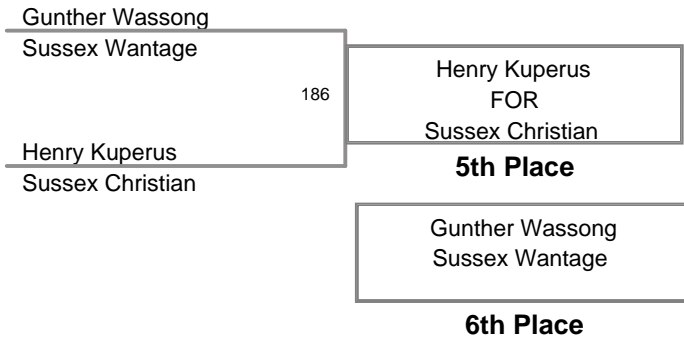 Gunther Wassong
Sussex Wantage
186
Henry Kuperus
Sussex Christian
Henry Kuperus
FOR
Sussex Christian
5th Place
Gunther Wassong
Sussex Wantage
6th Place